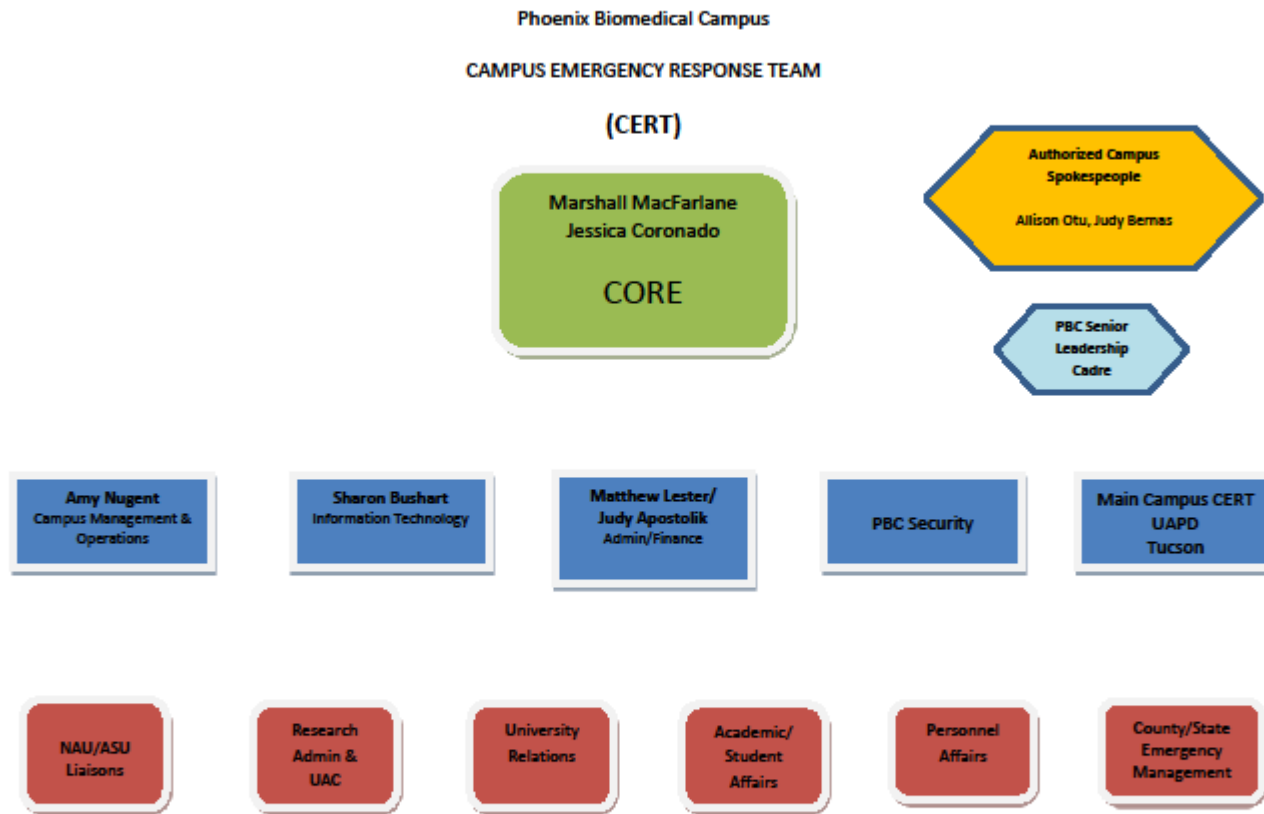 Phoenix Biomedical Campus
CAMPUS EMERGENCY RESPONSE TEAM
(CERT)
Marshall MacFarlane
Jessica Coronado
CORE
Authorized Campus
Spokespeople
Allison Otu, Judy Bernas
PBC Senior
Leadership
Cadre
Amy Nugent
Campus Management &
Operations
Sharon Bushart
Information Technology
Matthew Lester/
Judy Apostolik
Admin/Finance
PBC Security
Main Campus CERT
UAPD
Tucson
NAU/ASU
Liaisons
Research
Admin &
UAC
University
Relations
Academic/
Student
Affairs
Personnel
Affairs
County/State
Emergency
Management